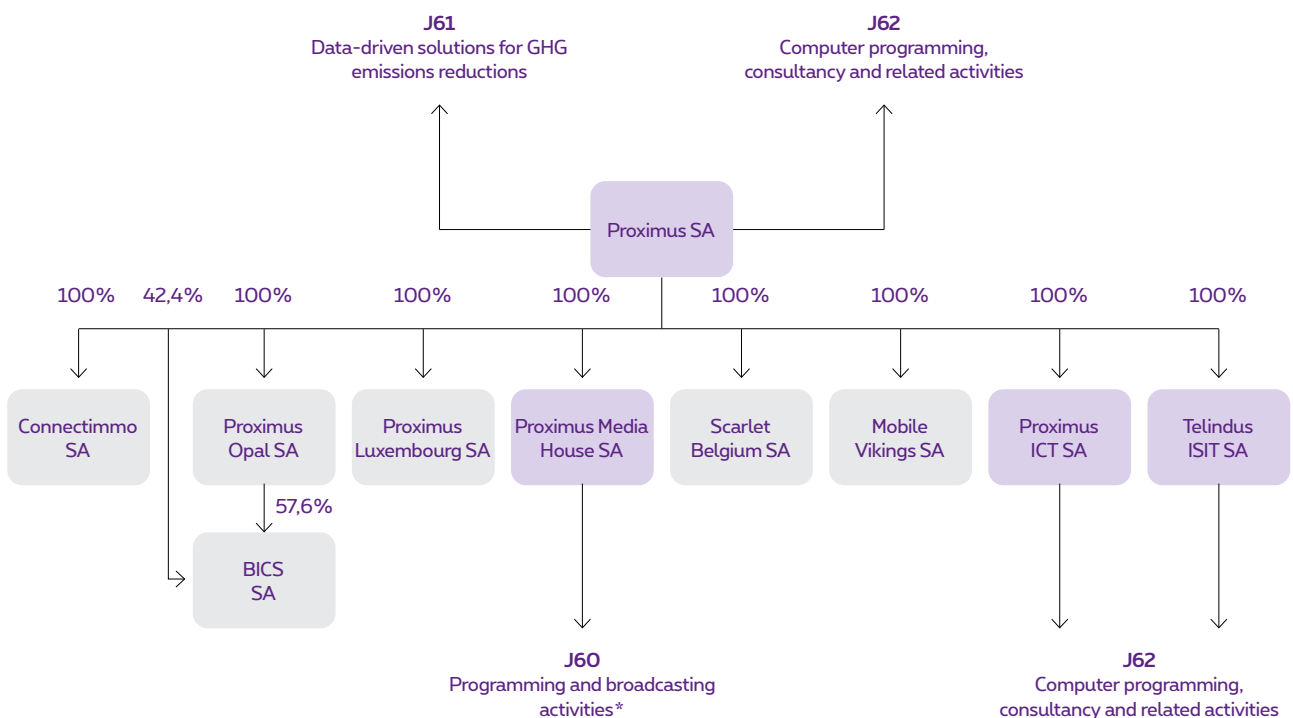 J61
Data-driven solutions for GHG
emissions reductions
J62
Computer programming,
consultancy and related activities
Proximus SA
100%
42,4%
100%
100%
100%
100%
100%
100%
100%
Connectimmo
SA
Proximus
Opal SA
Proximus
Luxembourg SA
Proximus Media
House SA
Scarlet
Belgium SA
Mobile
Vikings SA
Proximus
ICT SA
Telindus
ISIT SA
57,6%
BICS
SA
J60
Programming and broadcasting
activities*
J62
Computer programming,
consultancy and related activities